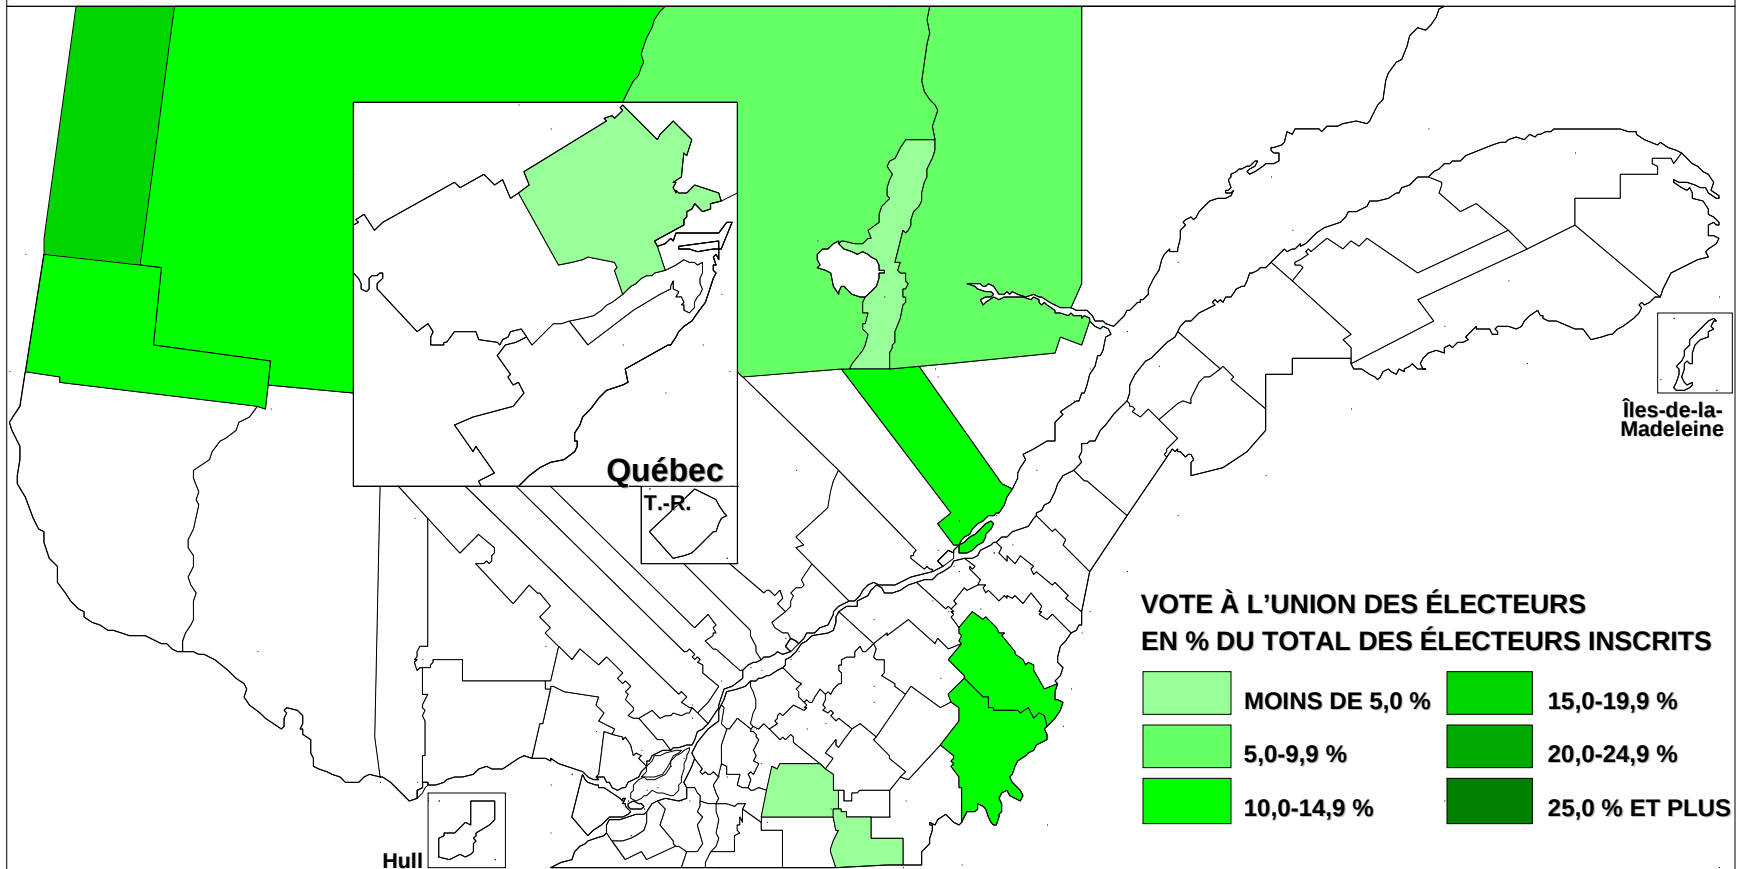 Québec
T.-R.
Îles-de-la-
Madeleine
Hull
VOTE À L’UNION DES ÉLECTEURS
EN % DU TOTAL DES ÉLECTEURS INSCRITS
MOINS DE 5,0 %
5,0-9,9 %
10,0-14,9 %
15,0-19,9 %
20,0-24,9 %
25,0 % ET PLUS